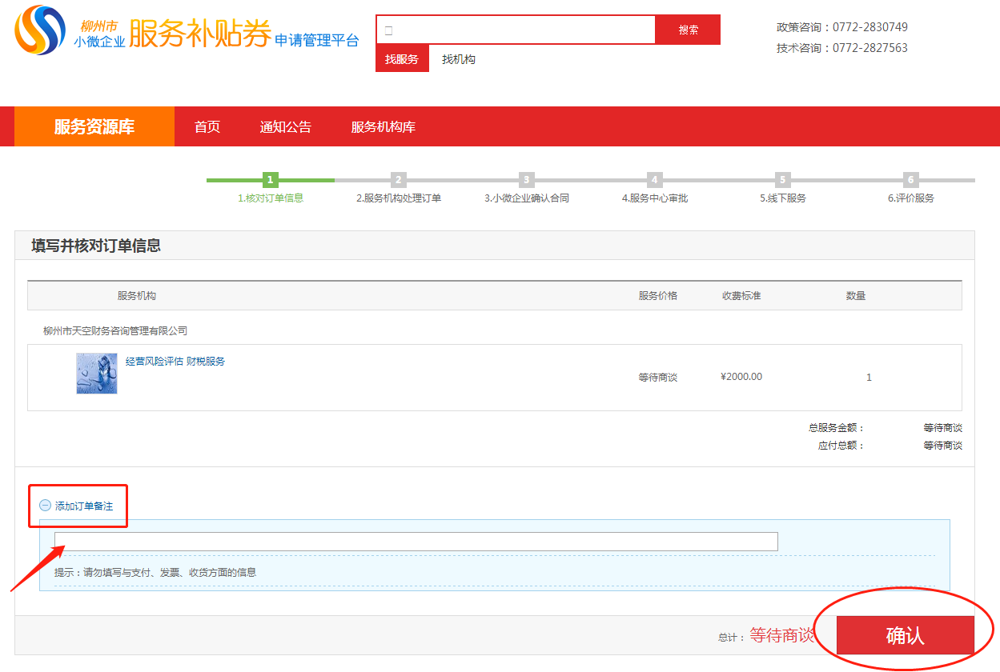 柳州市
小微企业 服务补贴券 申请管理平台
搜索
找服务 找机构
政策咨询：0772-2830749
技术咨询：0772-2827563
服务资源库 首页 通知公告 服务机构库
1 2 3 4 5 6
1.核对订单信息 2.服务机构处理订单 3.小微企业确认合同 4.服务中心审批 5.线下服务 6.评价服务
填写并核对订单信息
服务机构 服务价格 收费标准 数量
柳州市天空财务咨询管理有限公司
经营风险评估 财税服务
等待商谈 ¥2000.00 1
总服务金额： 等待商谈
应付总额： 等待商谈
添加订单备注
提示：请勿填写与支付、发票、收货方面的信息
总计： 等待商谈 确认